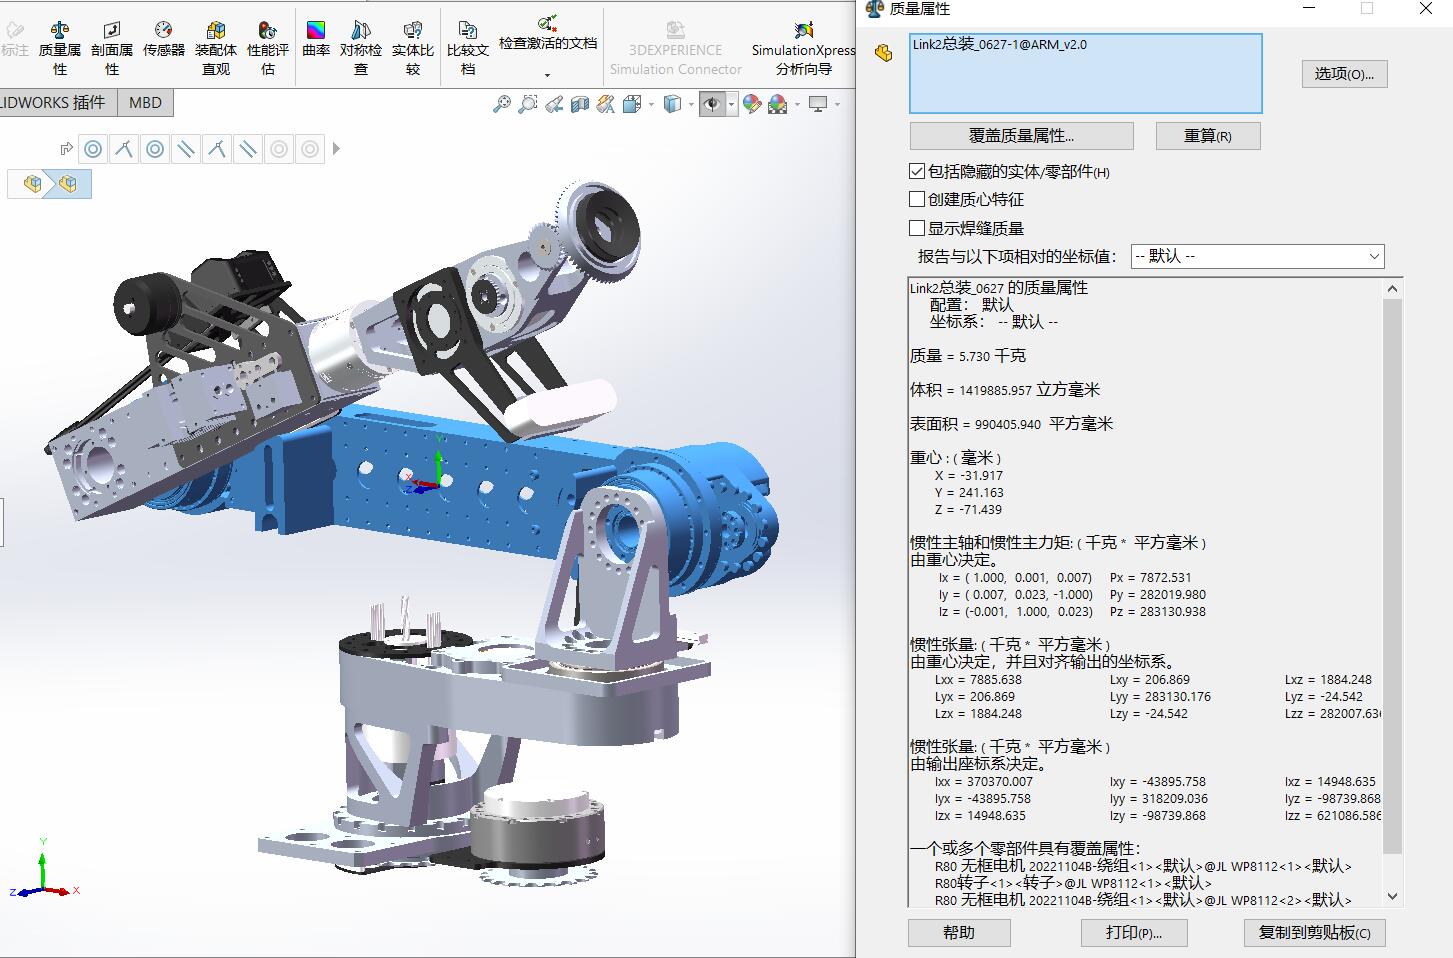 标注
质量属性
剖面属性
传感器
装配体直观
性能评估
曲率
对称检查
实体比较
比较文档
检查激活的文档
3DEXPERIENCE
Simulation Connector
SimulationXpress
分析向导
LIDWORKS 插件
MBD
质量属性
Link2总装_0627-1@ARM_v2.0
选项(O)...
覆盖质量属性...
重算(R)
包括隐藏的实体/零部件(H)
创建质心特征
显示焊缝质量
报告与以下项相对的坐标值:
-- 默认 --
Link2总装_0627 的质量属性
配置: 默认
坐标系: -- 默认 --
质量 = 5.730 千克
体积 = 1419885.957 立方毫米
表面积 = 990405.940 平方毫米
重心 : ( 毫米 )
X = -31.917
Y = 241.163
Z = -71.439
惯性主轴和惯性主力矩: ( 千克 * 平方毫米 )
由重心决定。
Ix = ( 1.000, 0.001, 0.007) Px = 7872.531
Iy = ( 0.007, 0.023, -1.000) Py = 282019.980
Iz = (-0.001, 1.000, 0.023) Pz = 283130.938
惯性张量: ( 千克 * 平方毫米 )
由重心决定，并且对齐输出的坐标系。
Lxx = 7885.638 Lxy = 206.869 Lxz = 1884.248
Lyx = 206.869 Lyy = 283130.176 Lyz = -24.542
Lzx = 1884.248 Lzy = -24.542 Lzz = 282007.636
惯性张量: ( 千克 * 平方毫米 )
由输出座标系决定。
Ixx = 370370.007 Ixy = -43895.758 Ixz = 14948.635
Iyx = -43895.758 Iyy = 318209.036 Iyz = -98739.868
Izx = 14948.635 Izy = -98739.868 Izz = 621086.586
一个或多个零部件具有覆盖属性:
R80 无框电机 20221104B-绕组<1><默认>@JL WP8112<1><默认>
R80转子<1><转子>@JL WP8112<1><默认>
R80 无框电机 20221104B-绕组<1><默认>@JL WP8112<2><默认>
帮助
打印(P)...
复制到剪贴板(C)
Y
X
Z
Y
Z
X